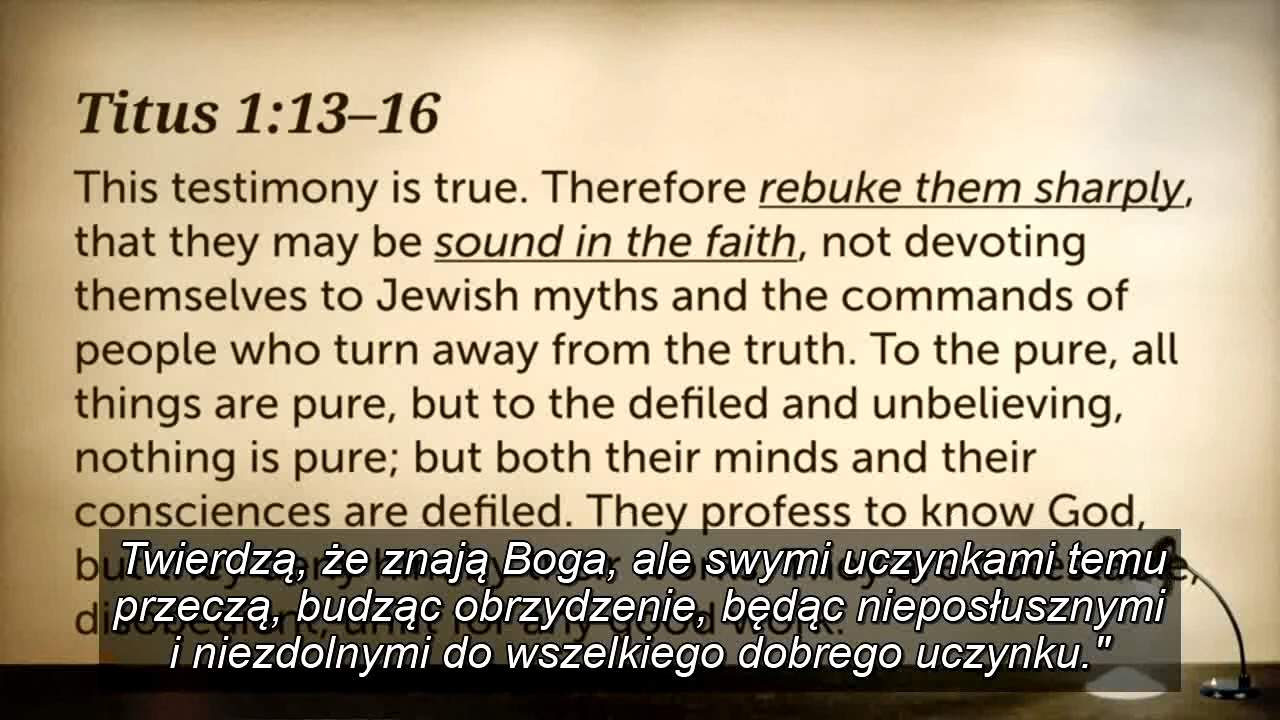 Titus 1:13–16
This testimony is true. Therefore rebuke them sharply,
that they may be sound in the faith, not devoting
themselves to Jewish myths and the commands of
people who turn away from the truth. To the pure, all
things are pure, but to the defiled and unbelieving,
nothing is pure; but both their minds and their
consciences are defiled. They profess to know God,
Twierdzą, że znają Boga, ale swymi uczynkami temu
przeczą, budząc obrzydzenie, będąc nieposłusznymi
i niezdolnymi do wszelkiego dobrego uczynku."